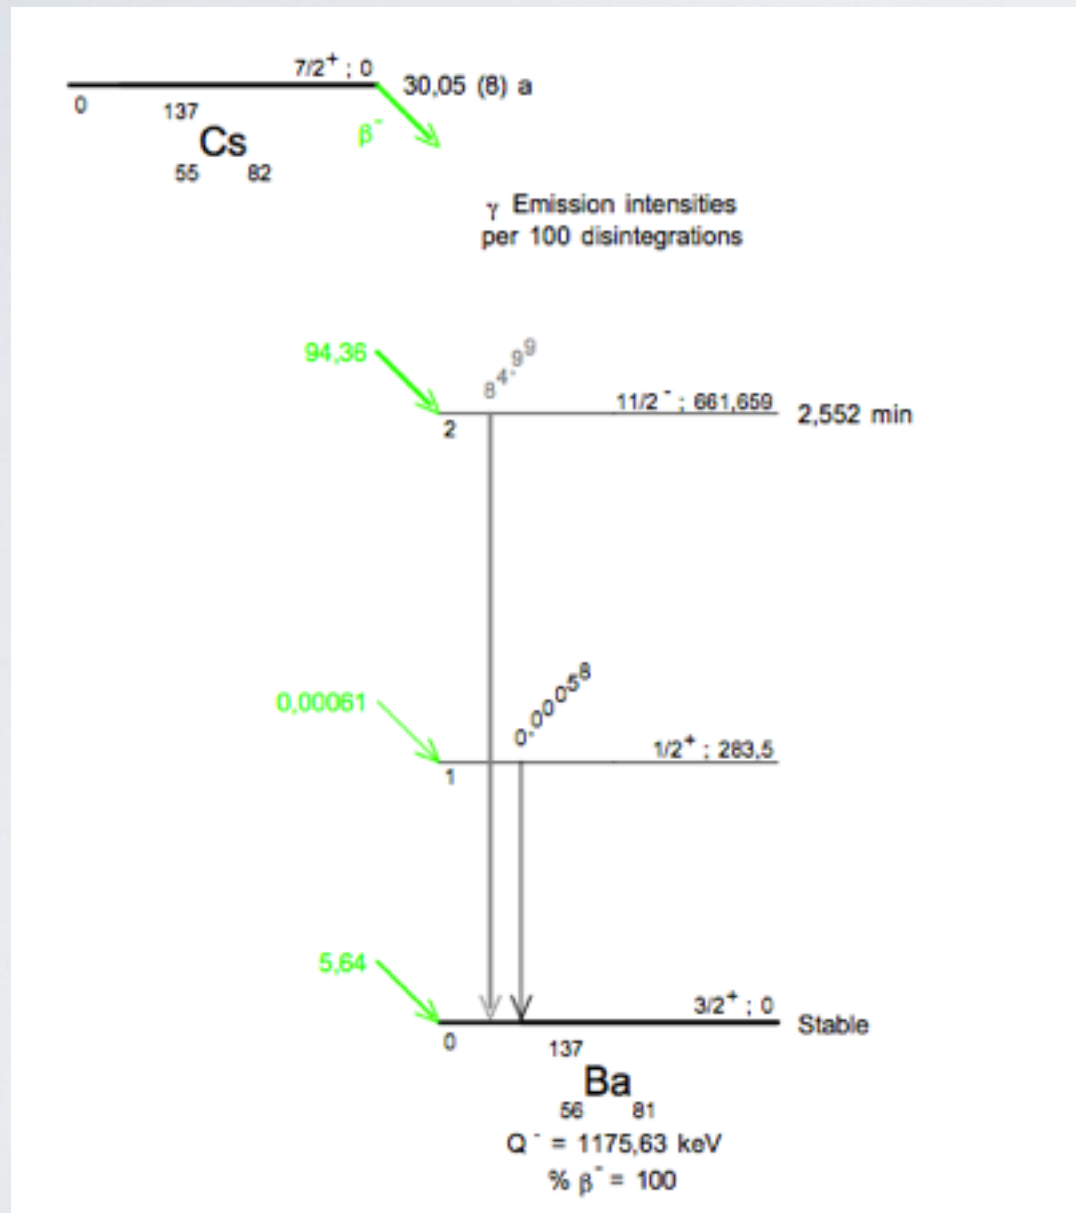 7/2⁺ ; 0
30,05 (8) a
0
137
Cs
55 82
β⁻
γ Emission intensities
per 100 disintegrations
94,36
84.99
11/2⁻ ; 661,659
2,552 min
2
0,00061
0.00058
1/2⁺ ; 283,5
1
5,64
3/2⁺ ; 0
Stable
0
137
Ba
56 81
Q⁻ = 1175,63 keV
% β⁻ = 100